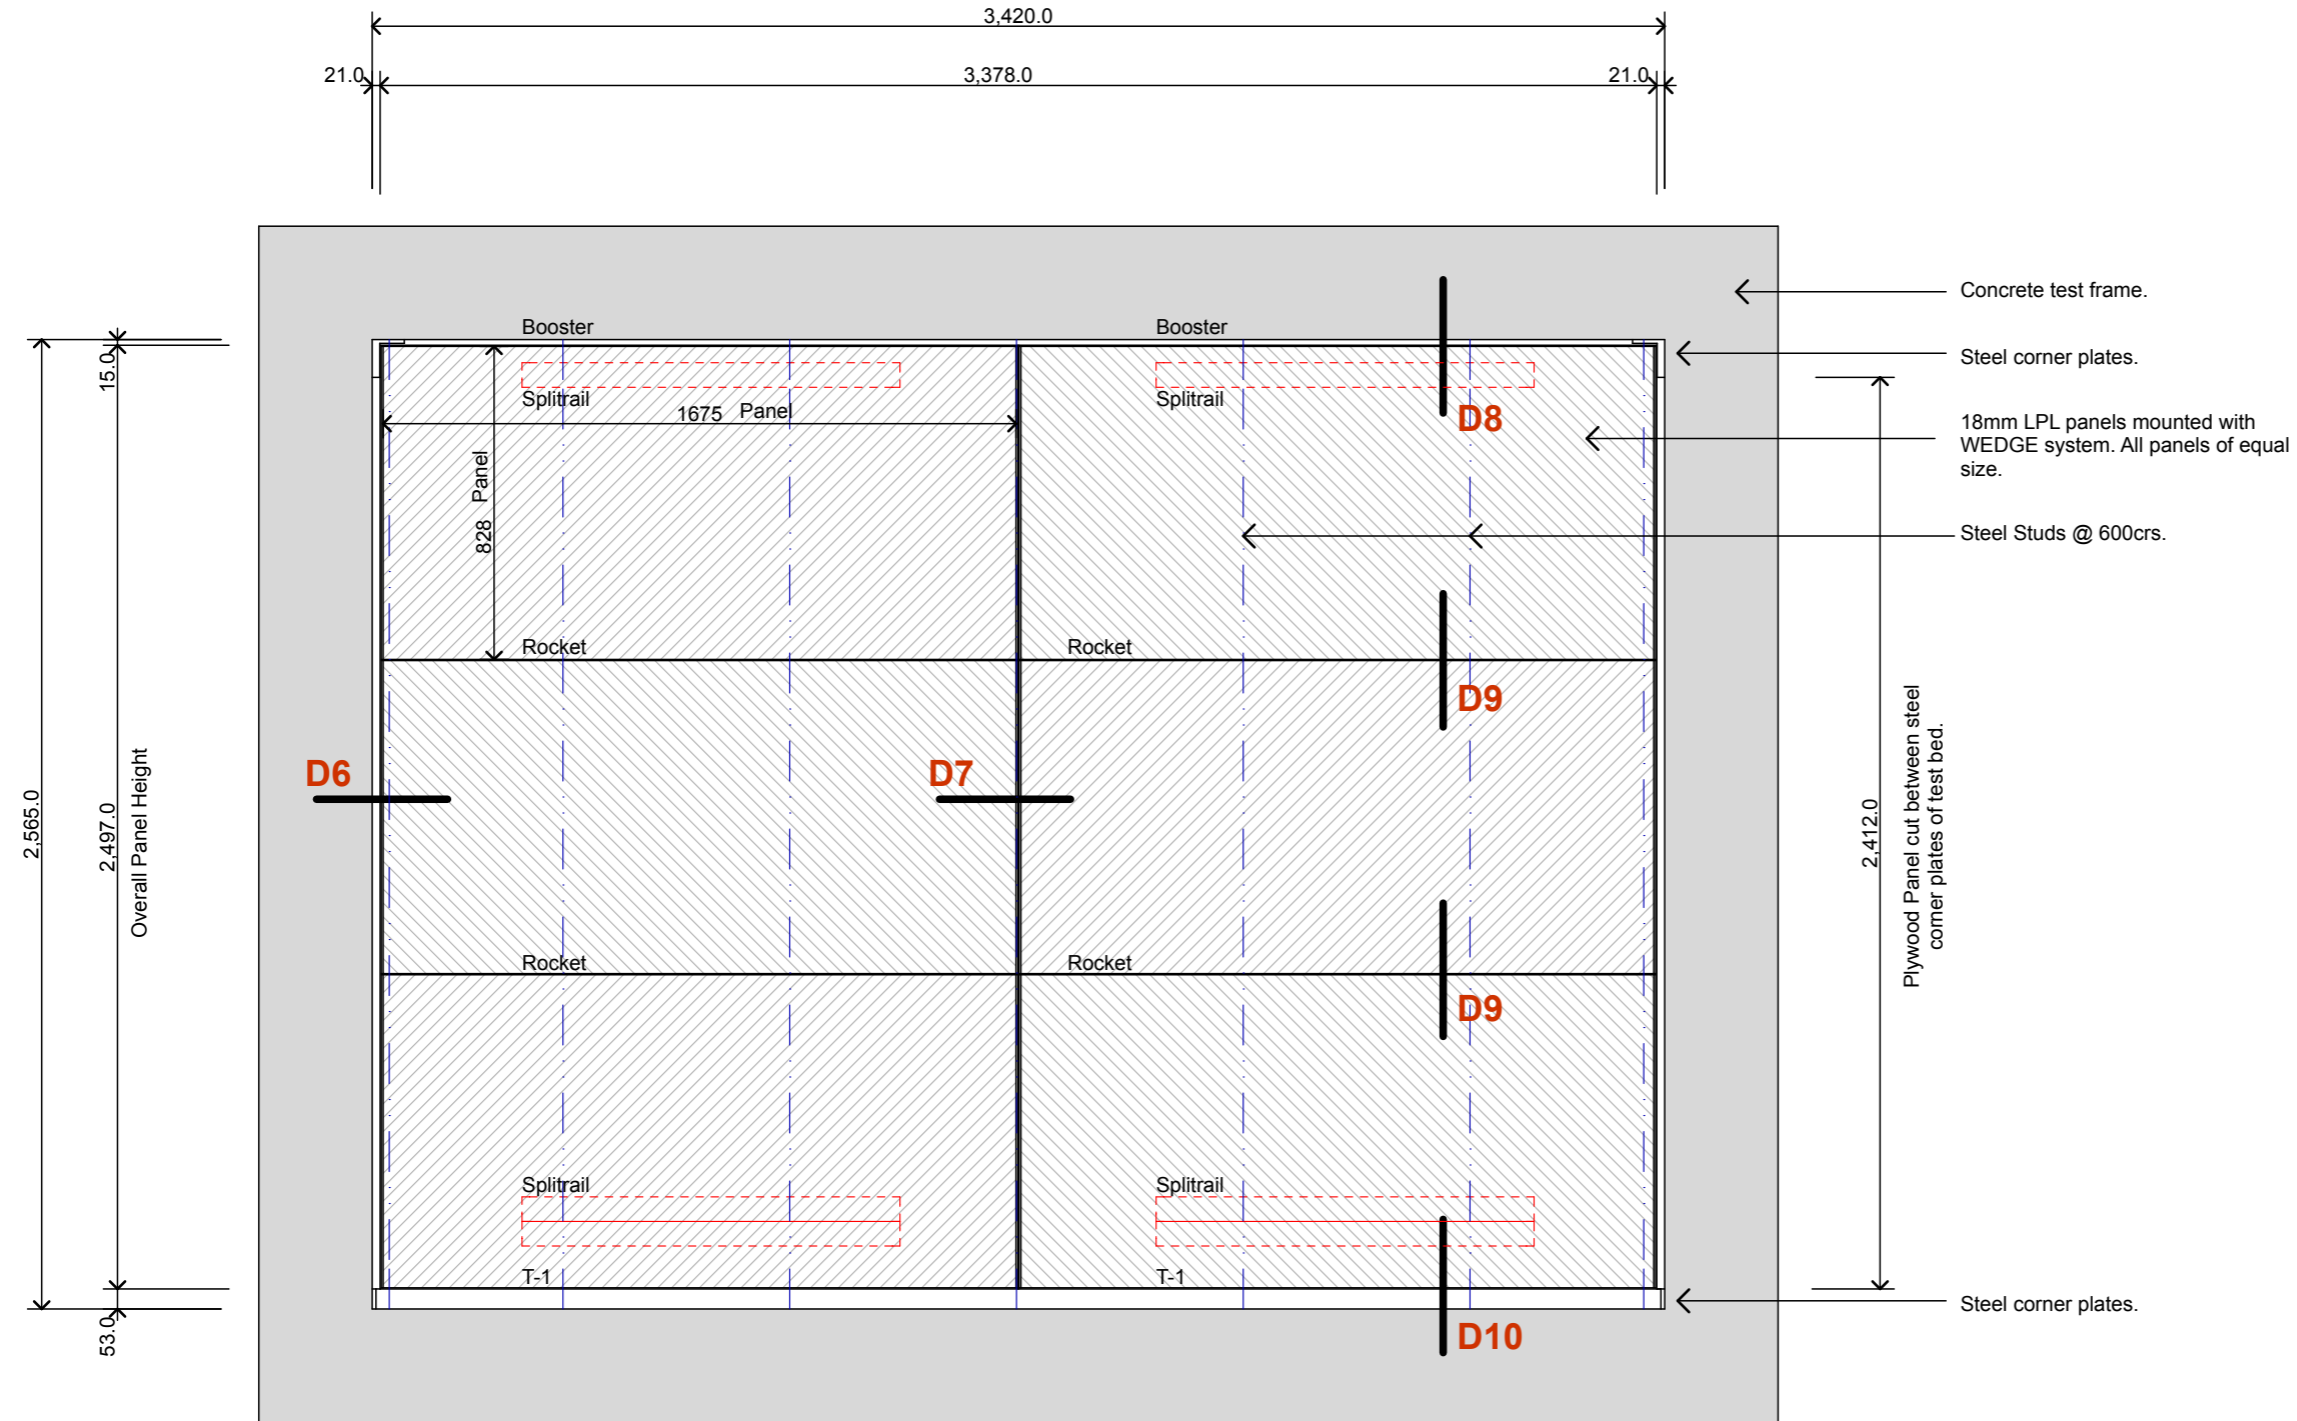 3,420.0
21.0
3,378.0
21.0
Concrete test frame.
Booster
Booster
Steel corner plates.
15.0
Splitrail
Splitrail
1675 Panel
D8
18mm LPL panels mounted with
WEDGE system. All panels of equal
size.
828 Panel
Steel Studs @ 600crs.
Rocket
Rocket
D9
D6
D7
2,565.0
2,497.0
Overall Panel Height
2,412.0
Plywood Panel cut between steel
corner plates of test bed.
Rocket
Rocket
D9
Splitrail
Splitrail
T-1
T-1
53.0
Steel corner plates.
D10